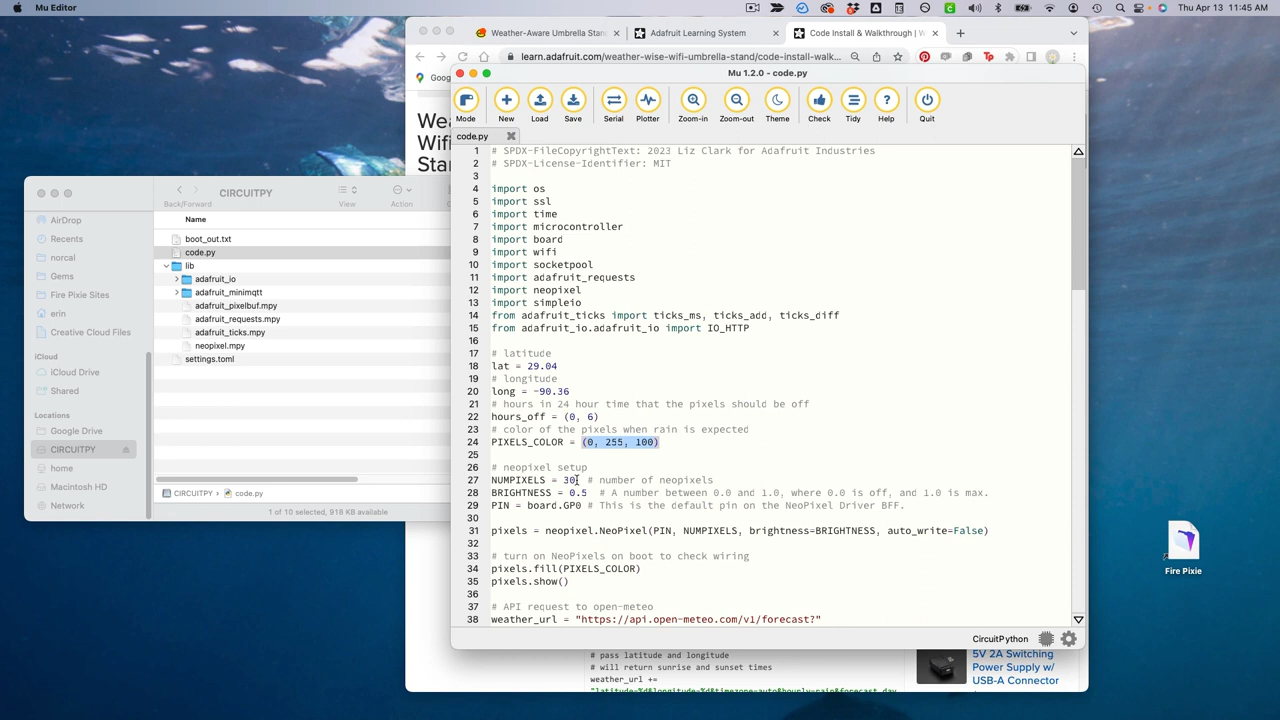 Mu Editor
Thu Apr 13 11:45 AM
Weather-Aware Umbrella Stan
Adafruit Learning System
Code Install & Walkthrough | W
learn.adafruit.com/weather-wise-wifi-umbrella-stand/code-install-walk...
Goog
Wea
Wifi
Stan
Mu 1.2.0 - code.py
Mode
New
Load
Save
Serial
Plotter
Zoom-in
Zoom-out
Theme
Check
Tidy
Help
Quit
code.py
1 # SPDX-FileCopyrightText: 2023 Liz Clark for Adafruit Industries
2 # SPDX-License-Identifier: MIT
3
4 import os
5 import ssl
6 import time
7 import microcontroller
8 import board
9 import wifi
10 import socketpool
11 import adafruit_requests
12 import neopixel
13 import simpleio
14 from adafruit_ticks import ticks_ms, ticks_add, ticks_diff
15 from adafruit_io.adafruit_io import IO_HTTP
16
17 # latitude
18 lat = 29.04
19 # longitude
20 long = -90.36
21 # hours in 24 hour time that the pixels should be off
22 hours_off = (0, 6)
23 # color of the pixels when rain is expected
24 PIXELS_COLOR = (0, 255, 100)
25
26 # neopixel setup
27 NUMPIXELS = 30 # number of neopixels
28 BRIGHTNESS = 0.5 # A number between 0.0 and 1.0, where 0.0 is off, and 1.0 is max.
29 PIN = board.GP0 # This is the default pin on the NeoPixel Driver BFF.
30
31 pixels = neopixel.NeoPixel(PIN, NUMPIXELS, brightness=BRIGHTNESS, auto_write=False)
32
33 # turn on NeoPixels on boot to check wiring
34 pixels.fill(PIXELS_COLOR)
35 pixels.show()
36
37 # API request to open-meteo
38 weather_url = "https://api.open-meteo.com/v1/forecast?"
CircuitPython
CIRCUITPY
Back/Forward
View
Action
Name
AirDrop
Recents
norcal
Gems
Fire Pixie Sites
erin
Creative Cloud Files
iCloud
iCloud Drive
Shared
Locations
Google Drive
CIRCUITPY
home
Macintosh HD
Network
boot_out.txt
code.py
lib
adafruit_io
adafruit_minimqtt
adafruit_pixelbuf.mpy
adafruit_requests.mpy
adafruit_ticks.mpy
neopixel.mpy
settings.toml
CIRCUITPY
code.py
1 of 10 selected, 918 KB available
# pass latitude and longitude
# will return sunrise and sunset times
weather_url +=
5V 2A Switching
Power Supply w/
USB-A Connector
Fire Pixie